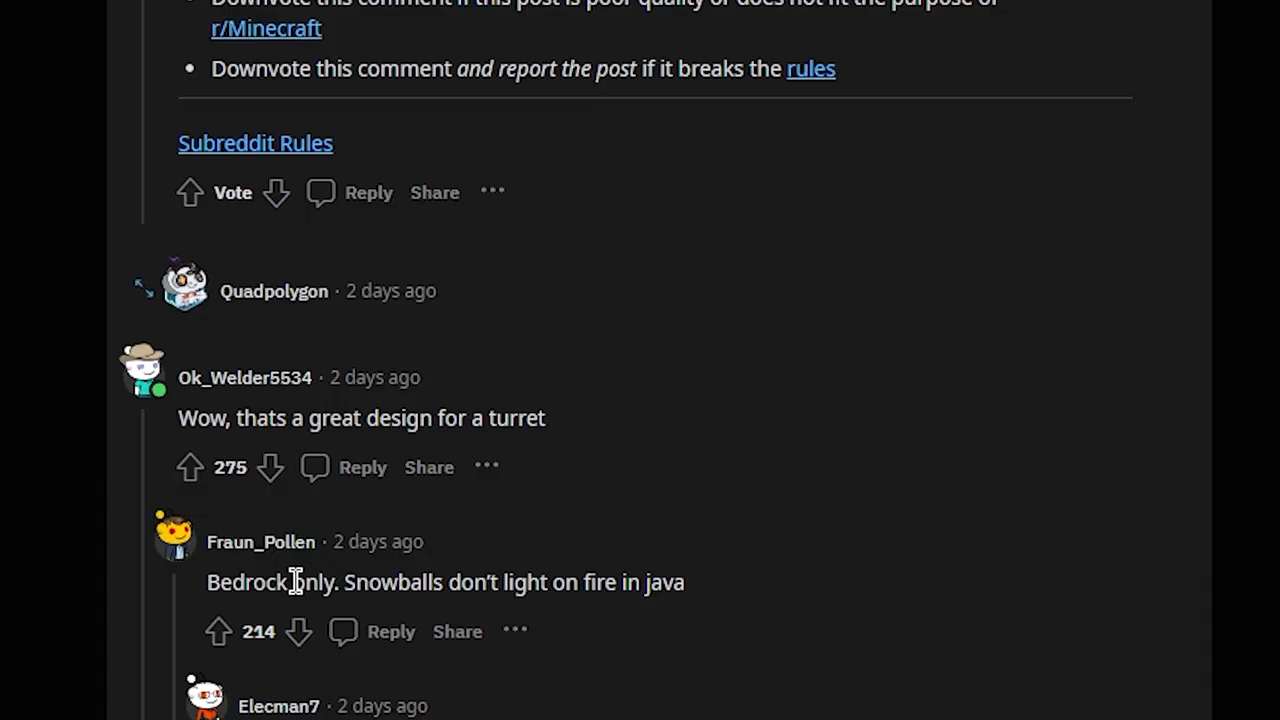 Downvote this comment if this post is poor quality or does not fit the purpose of
r/Minecraft
Downvote this comment and report the post if it breaks the rules
Subreddit Rules
Vote Reply Share
Quadpolygon · 2 days ago
Ok_Welder5534 · 2 days ago
Wow, thats a great design for a turret
275 Reply Share
Fraun_Pollen · 2 days ago
Bedrock only. Snowballs don't light on fire in java
214 Reply Share
Elecman7 · 2 days ago